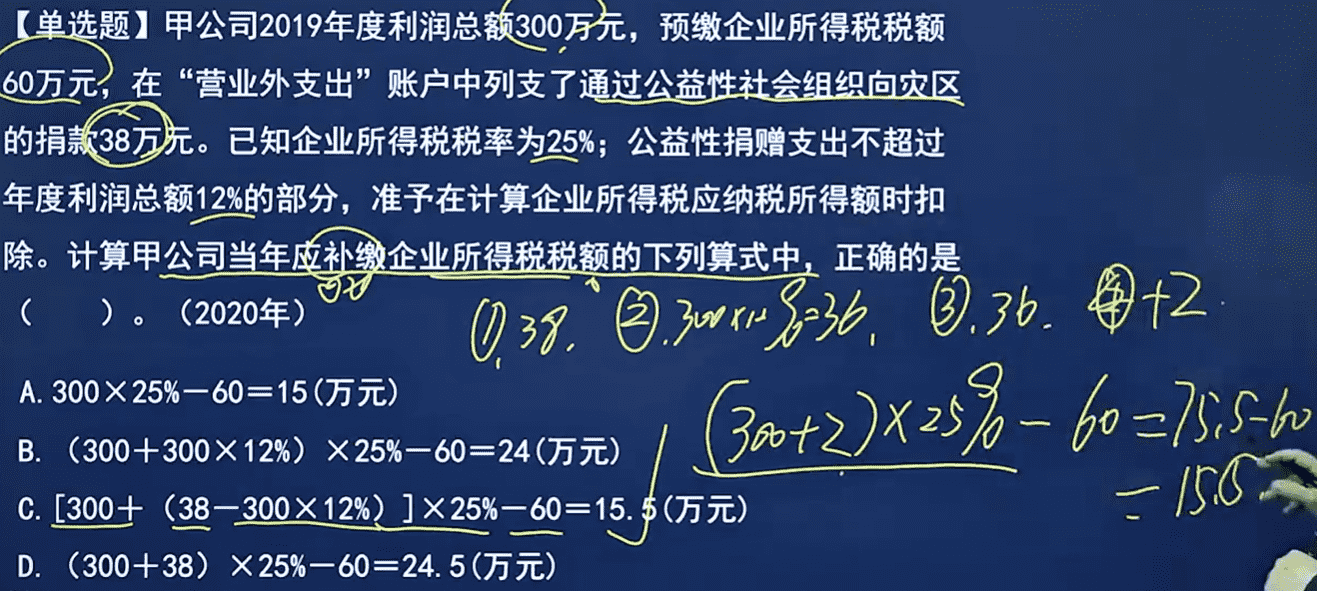 【单选题】甲公司2019年度利润总额300万元，预缴企业所得税税额
60万元，在“营业外支出”账户中列支了通过公益性社会组织向灾区
的捐款38万元。已知企业所得税税率为25%；公益性捐赠支出不超过
年度利润总额12%的部分，准予在计算企业所得税应纳税所得额时扣
除。计算甲公司当年应补缴企业所得税税额的下列算式中，正确的是
（　　）。（2020年）
①.38. ②.300×12%=36. ③.36. ④+2.
A.300×25%－60＝15(万元)
B.（300＋300×12%）×25%－60＝24(万元)
C.[300＋（38－300×12%）]×25%－60＝15.5(万元)
D.（300＋38）×25%－60＝24.5(万元)
(300+2)×25%-60=75.5-60
=15.5